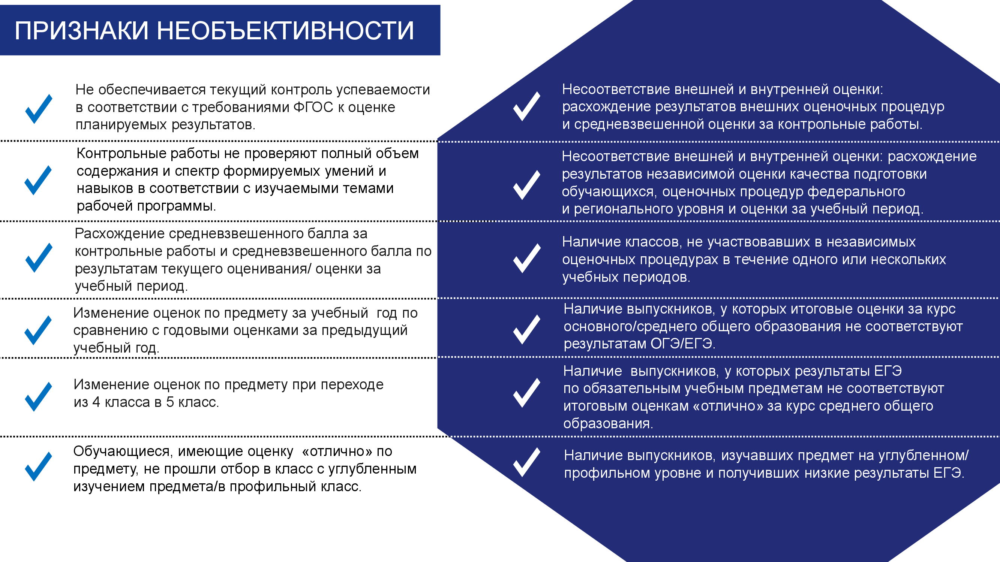 ПРИЗНАКИ НЕОБЪЕКТИВНОСТИ
Не обеспечивается текущий контроль успеваемости
в соответствии с требованиями ФГОС к оценке
планируемых результатов.
Контрольные работы не проверяют полный объем
содержания и спектр формируемых умений и
навыков в соответствии с изучаемыми темами
рабочей программы.
Расхождение средневзвешенного балла за
контрольные работы и средневзвешенного балла по
результатам текущего оценивания/ оценки за
учебный период.
Изменение оценок по предмету за учебный  год по
сравнению с годовыми оценками за предыдущий
учебный год.
Изменение оценок по предмету при переходе
из 4 класса в 5 класс.
Обучающиеся, имеющие оценку  «отлично» по
предмету, не прошли отбор в класс с углубленным
изучением предмета/в профильный класс.
Несоответствие внешней и внутренней оценки:
расхождение результатов внешних оценочных процедур
и средневзвешенной оценки за контрольные работы.
Несоответствие внешней и внутренней оценки: расхождение
результатов независимой оценки качества подготовки
обучающихся, оценочных процедур федерального
и регионального уровня и оценки за учебный период.
Наличие классов, не участвовавших в независимых
оценочных процедурах в течение одного или нескольких
учебных периодов.
Наличие выпускников, у которых итоговые оценки за курс
основного/среднего общего образования не соответствуют
результатам ОГЭ/ЕГЭ.
Наличие  выпускников, у которых результаты ЕГЭ
по обязательным учебным предметам не соответствуют
итоговым оценкам «отлично» за курс среднего общего
образования.
Наличие выпускников, изучавших предмет на углубленном/
профильном уровне и получивших низкие результаты ЕГЭ.